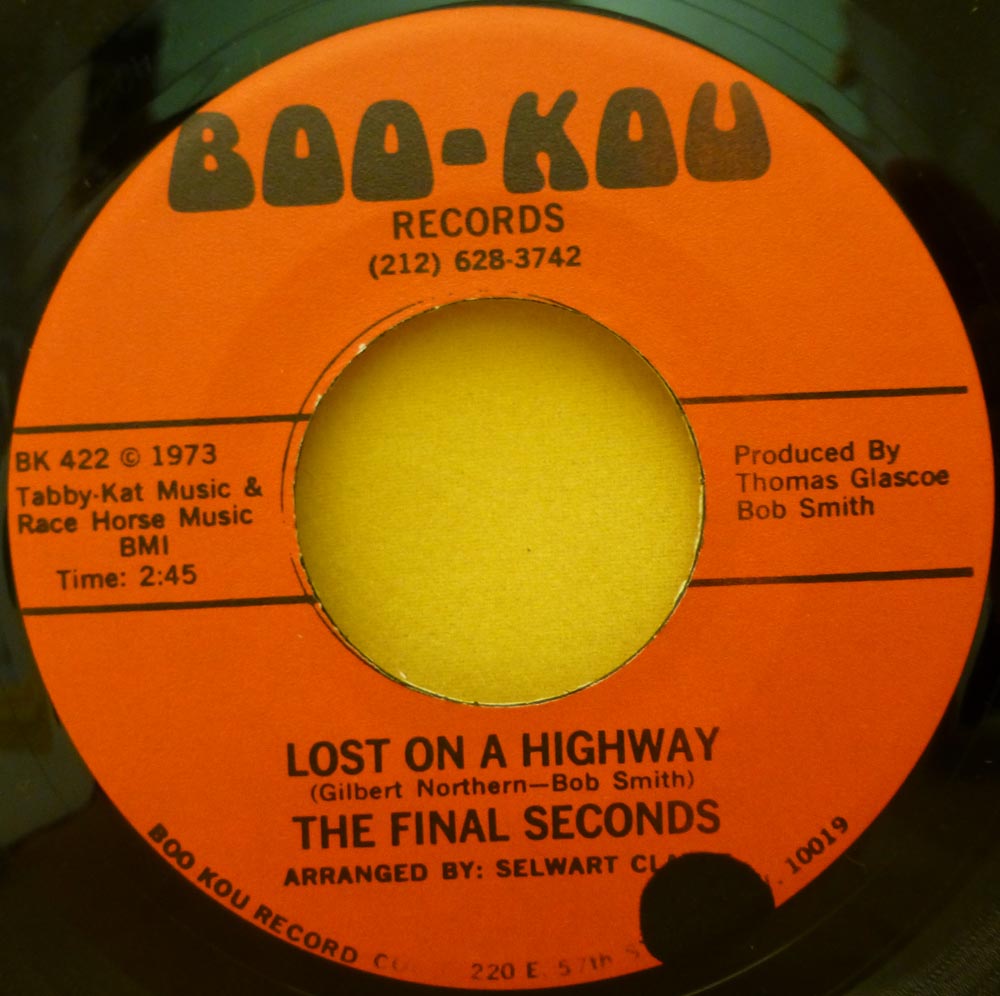 BOO-KOU
RECORDS
(212) 628-3742
BK 422 © 1973
Tabby-Kat Music &
Race Horse Music
BMI
Time: 2:45
Produced By
Thomas Glascoe
Bob Smith
LOST ON A HIGHWAY
(Gilbert Northern—Bob Smith)
THE FINAL SECONDS
ARRANGED BY: SELWART
BOO KOU RECORD 220 E. 57th 10019